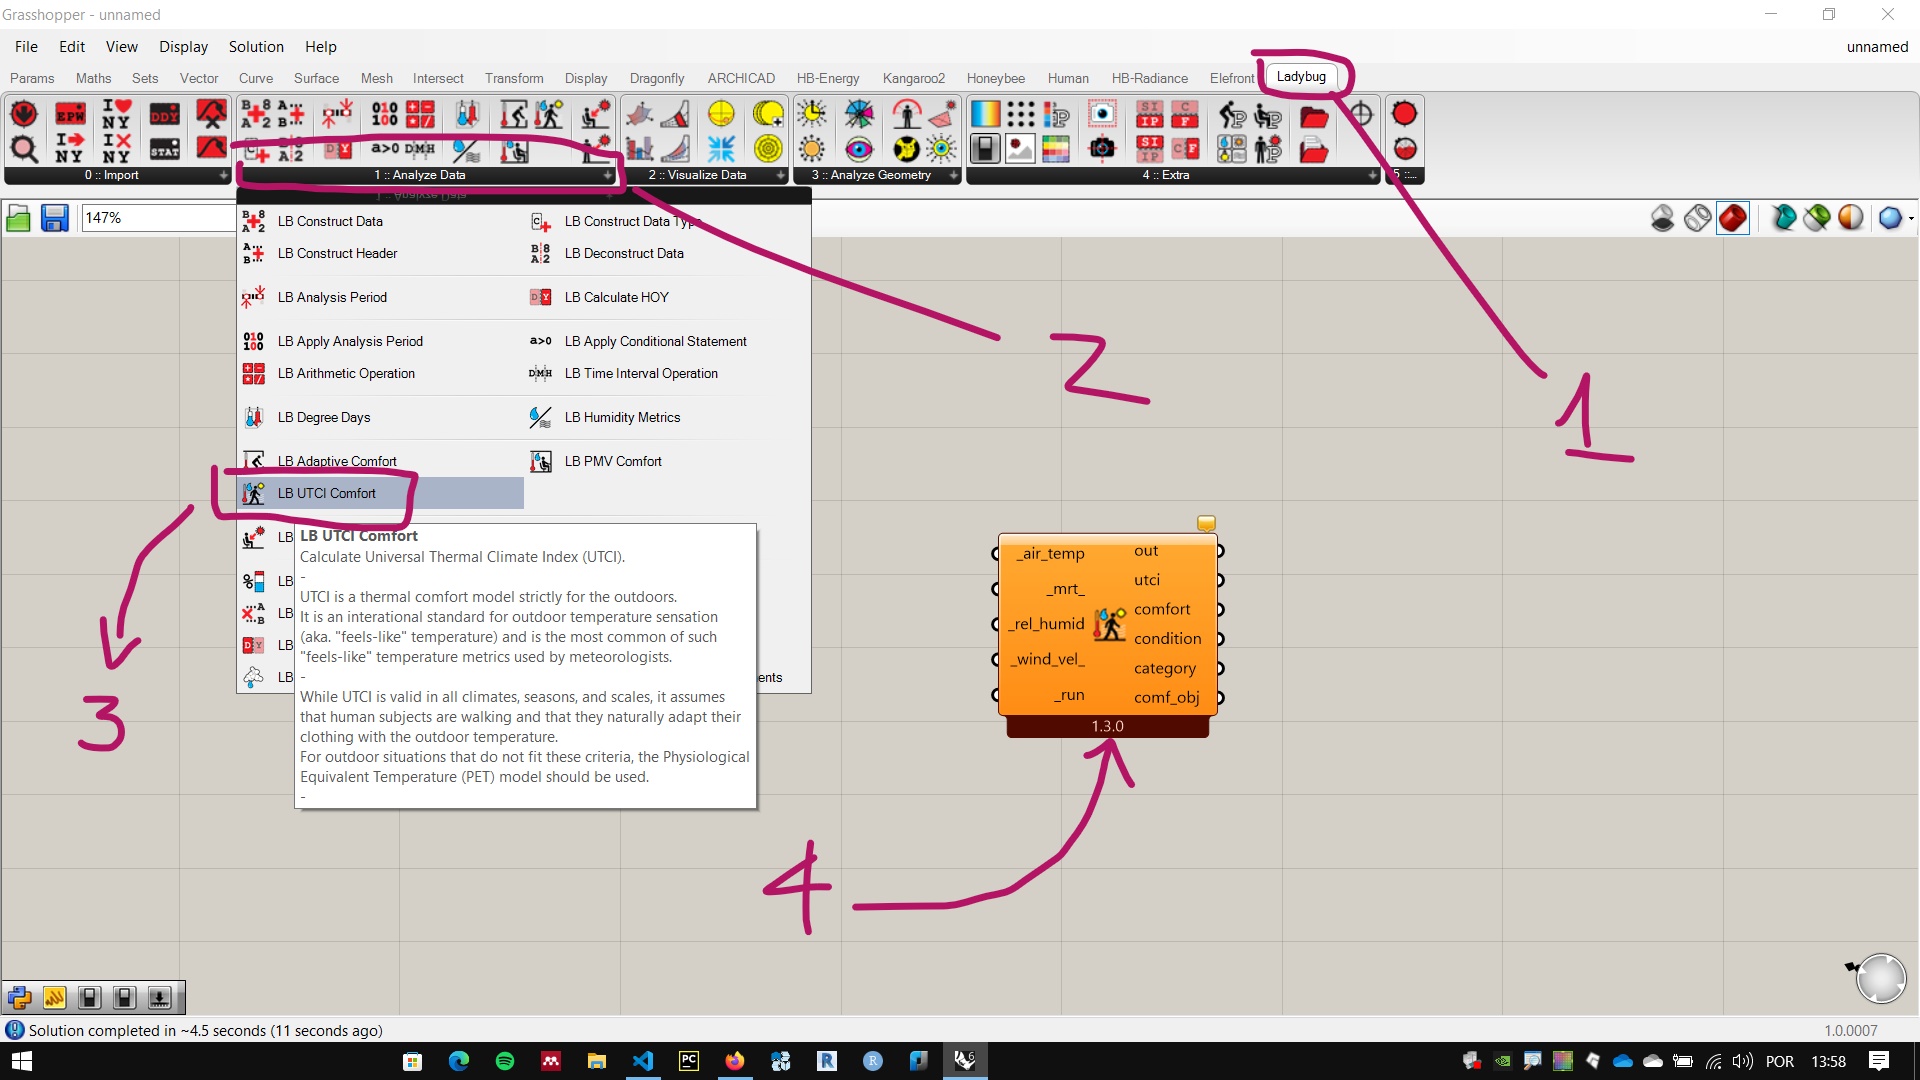 Grasshopper - unnamed
File Edit View Display Solution Help
unnamed
Params Maths Sets Vector Curve Surface Mesh Intersect Transform Display Dragonfly ARCHICAD HB-Energy Kangaroo2 Honeybee Human HB-Radiance Elefront Ladybug
0 :: Import
1 :: Analyze Data
2 :: Visualize Data
3 :: Analyze Geometry
4 :: Extra
5 ::...
147%
LB Construct Data
LB Construct Data Type
LB Construct Header
LB Deconstruct Data
LB Analysis Period
LB Calculate HOY
LB Apply Analysis Period
LB Apply Conditional Statement
LB Arithmetic Operation
LB Time Interval Operation
LB Degree Days
LB Humidity Metrics
LB Adaptive Comfort
LB PMV Comfort
LB UTCI Comfort
LB
LB
LB
LB
LB
ents
LB UTCI Comfort
Calculate Universal Thermal Climate Index (UTCI).
-
UTCI is a thermal comfort model strictly for the outdoors.
It is an interational standard for outdoor temperature sensation
(aka. "feels-like" temperature) and is the most common of such
"feels-like" temperature metrics used by meteorologists.
-
While UTCI is valid in all climates, seasons, and scales, it assumes
that human subjects are walking and that they naturally adapt their
clothing with the outdoor temperature.
For outdoor situations that do not fit these criteria, the Physiological
Equivalent Temperature (PET) model should be used.
-
1
2
3
4
_air_temp
_mrt_
_rel_humid
_wind_vel_
_run
out
utci
comfort
condition
category
comf_obj
1.3.0
Solution completed in ~4.5 seconds (11 seconds ago)
1.0.0007
POR
13:58